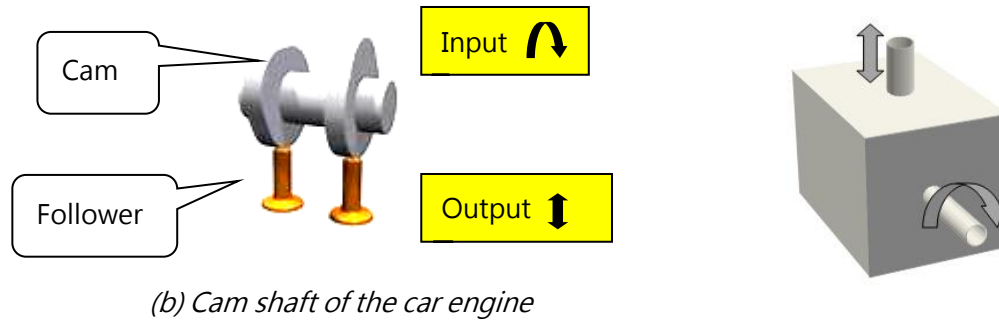 Cam
Input
Follower
Output
(b) Cam shaft of the car engine